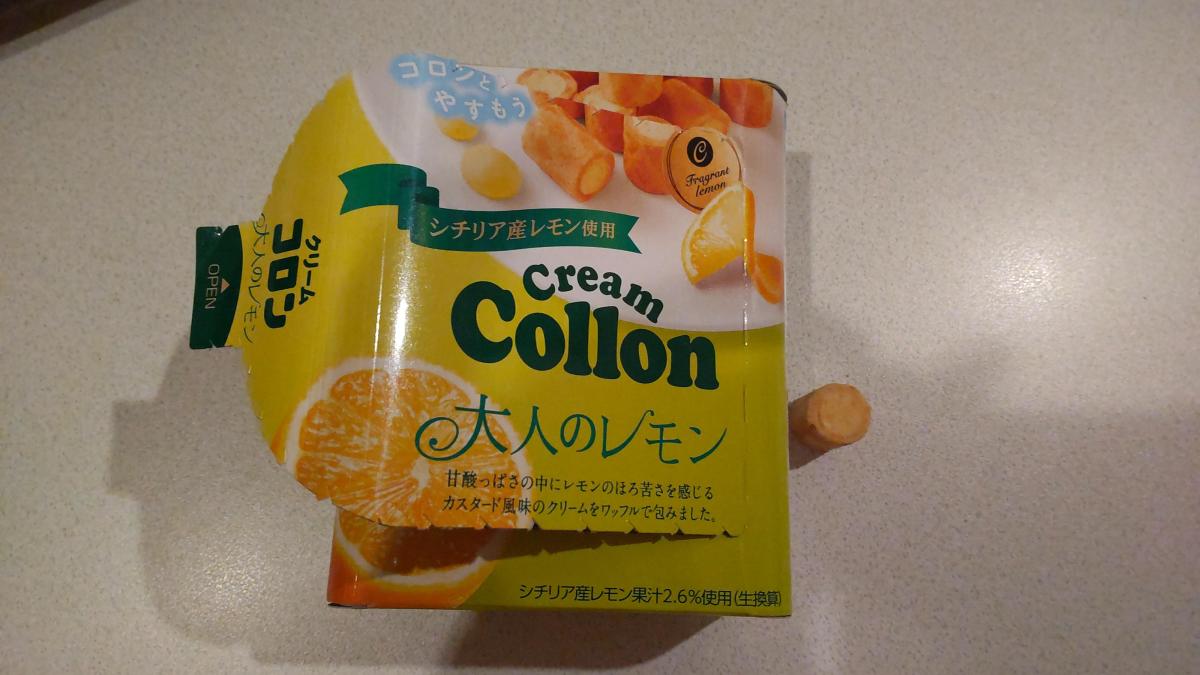 コロンと
やすもう
C
Fragrant
lemon
シチリア産レモン使用
Cream
Collon
大人のレモン
甘酸っぱさの中にレモンのほろ苦さを感じる
カスタード風味のクリームをワッフルで包みました。
シチリア産レモン果汁2.6%使用(生換算)
クリーム
コロン
大人のレモン
OPEN